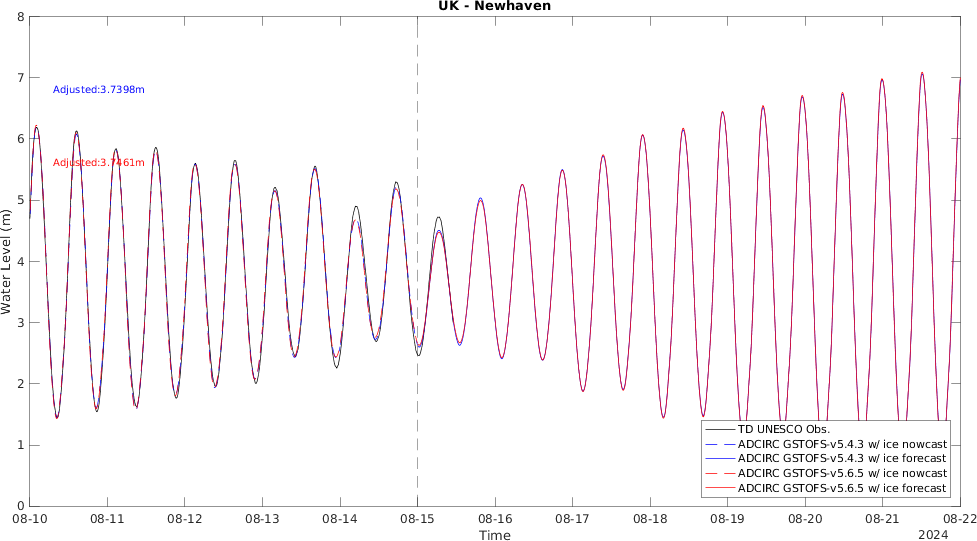 UK - Newhaven
8
7
6
5
4
3
2
1
0
Water Level (m)
Adjusted:3.7398m
Adjusted:3.7461m
TD UNESCO Obs.
ADCIRC GSTOFS-v5.4.3 w/ ice nowcast
ADCIRC GSTOFS-v5.4.3 w/ ice forecast
ADCIRC GSTOFS-v5.6.5 w/ ice nowcast
ADCIRC GSTOFS-v5.6.5 w/ ice forecast
08-10 08-11 08-12 08-13 08-14 08-15 08-16 08-17 08-18 08-19 08-20 08-21 08-22
Time
2024